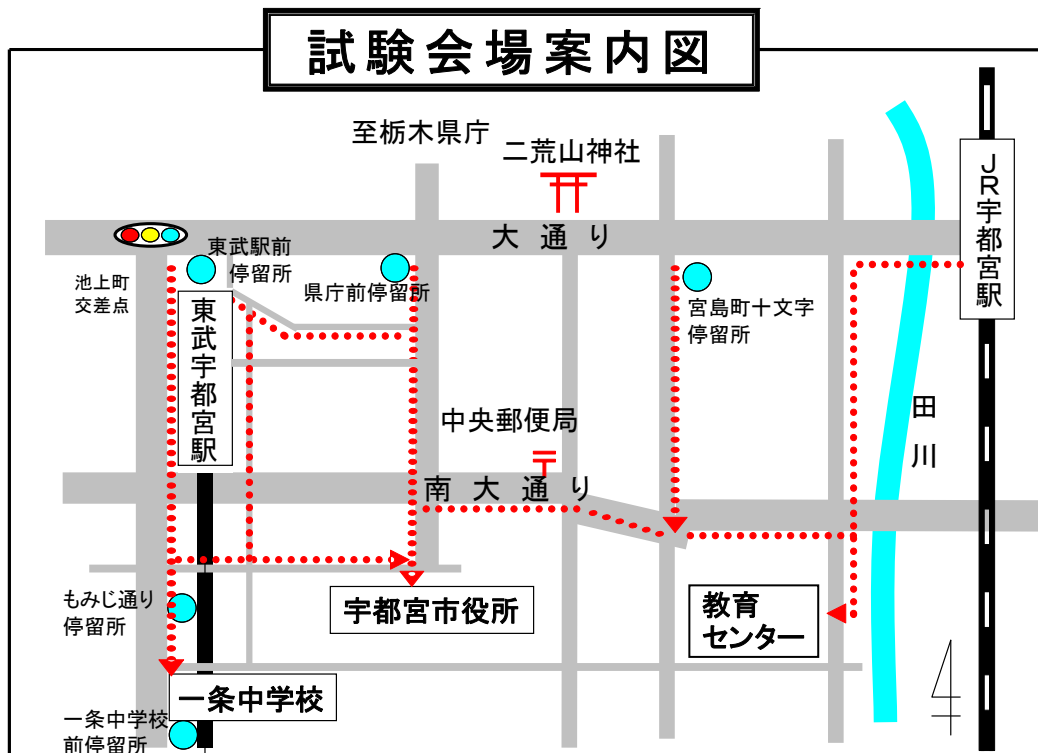 試験会場案内図
至栃木県庁
二荒山神社
大通り
JR宇都宮駅
東武駅前
停留所
池上町
交差点
県庁前停留所
宮島町十文字
停留所
東武宇都宮駅
田川
中央郵便局
〒
南大通り
もみじ通り
停留所
宇都宮市役所
教育
センター
一条中学校
一条中学校
前停留所